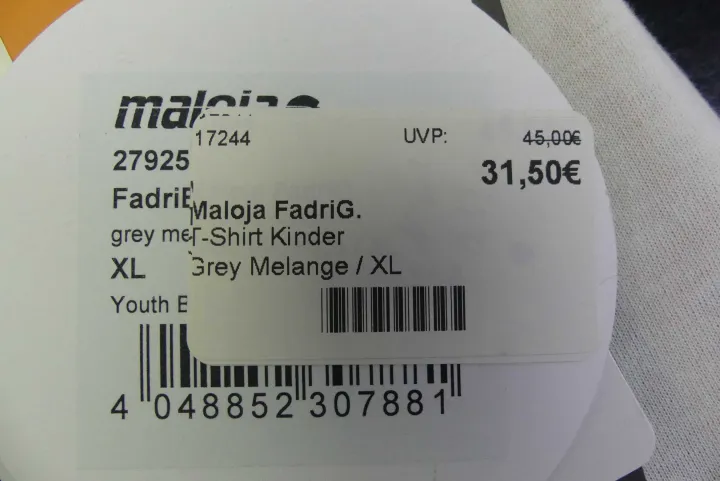 maloja
27925
17244 UVP: 45,00€
31,50€
Maloja FadriG.
T-Shirt Kinder
Grey Melange / XL
grey me
XL
Youth
4 048852 307881